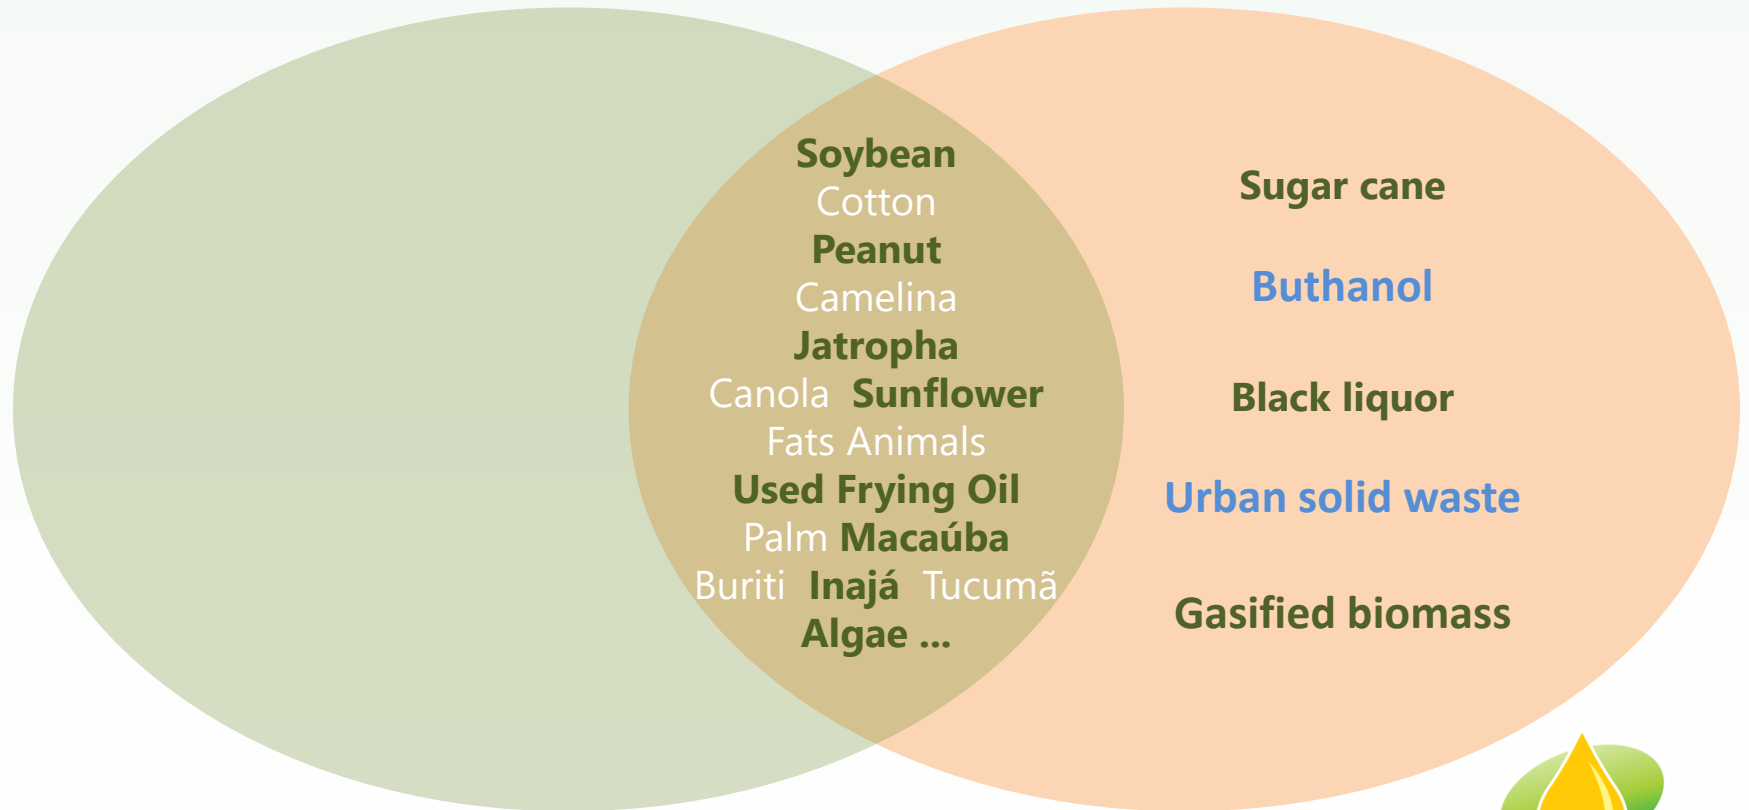 Soybean
Cotton
Peanut
Camelina
Jatropha
Canola Sunflower
Fats Animals
Used Frying Oil
Palm Macaúba
Buriti Inajá Tucumã
Algae ...
Sugar cane
Buthanol
Black liquor
Urban solid waste
Gasified biomass